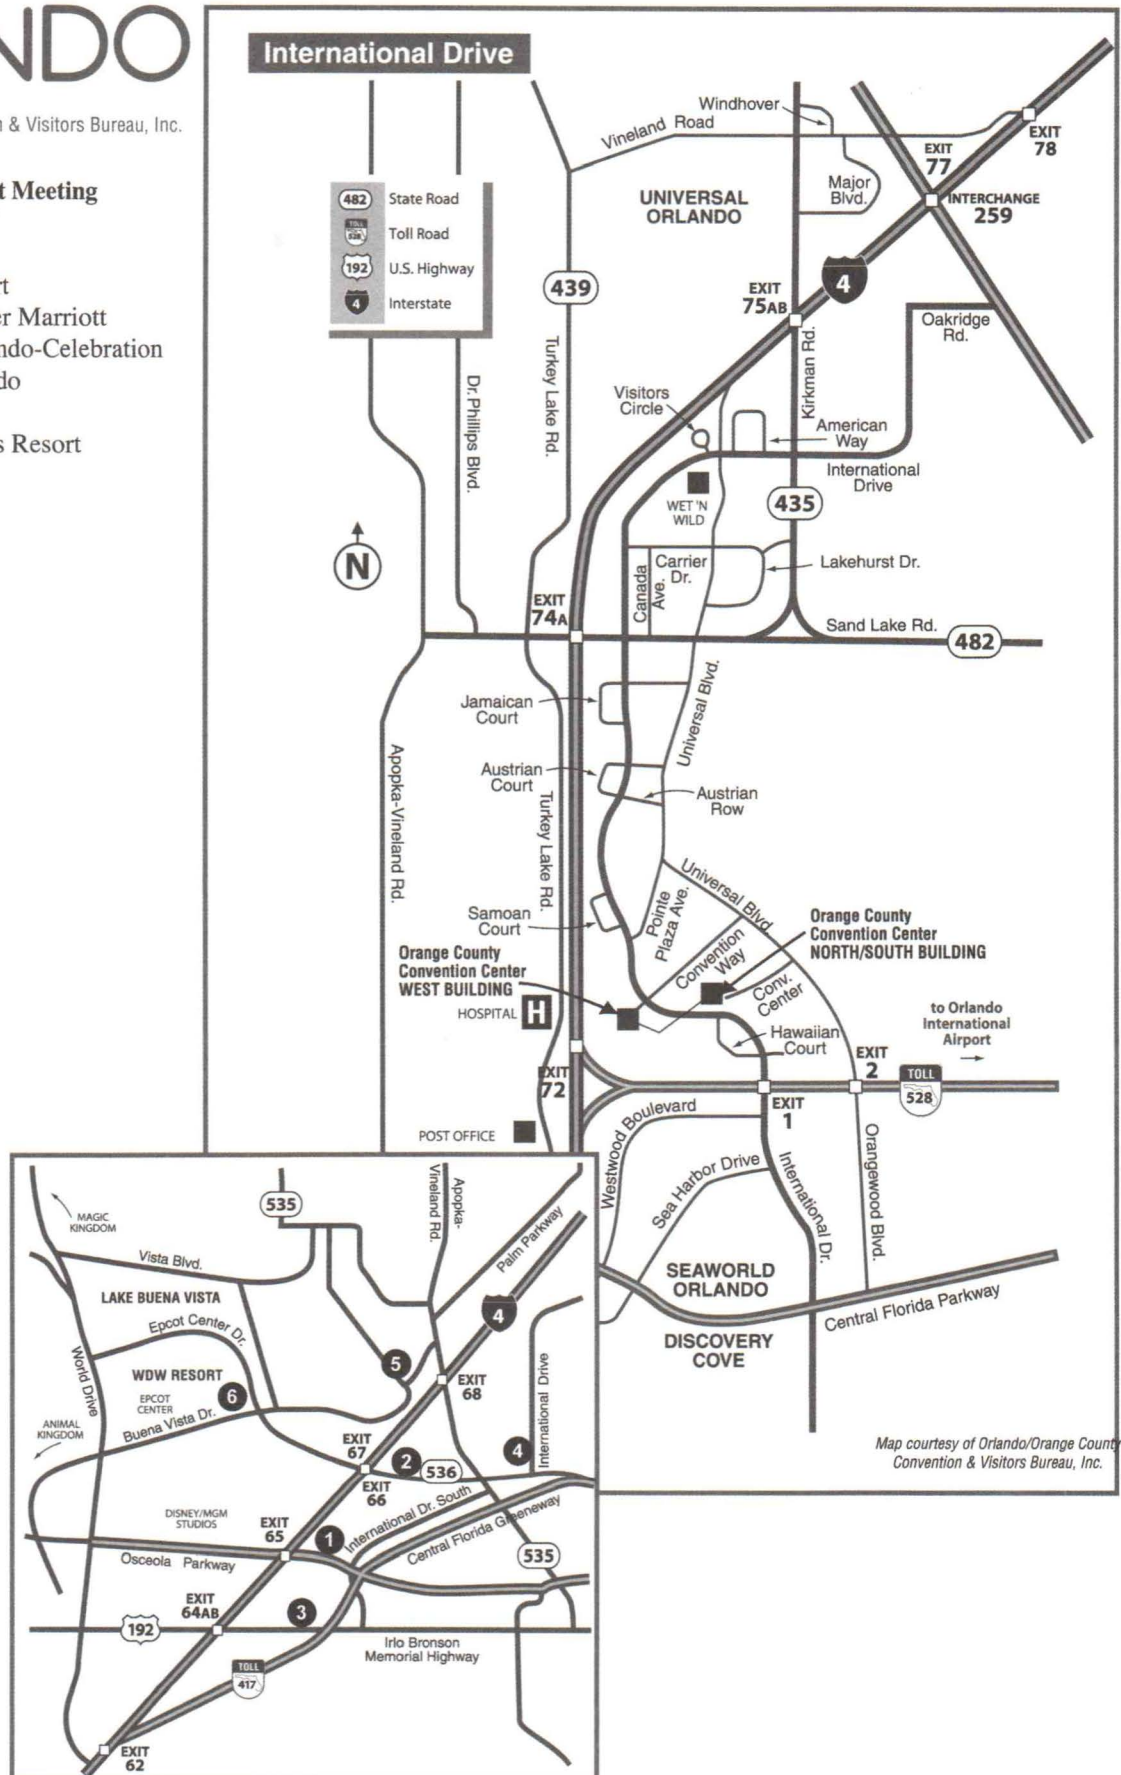 NDO
& Visitors Bureau, Inc.
t Meeting
rt
er Marriott
ndo-Celebration
do
s Resort
International Drive
482 State Road
TOLL 528 Toll Road
192 U.S. Highway
4 Interstate
Windhover
Vineland Road
EXIT
78
EXIT
77
Major
Blvd.
UNIVERSAL
ORLANDO
INTERCHANGE
259
439
4
EXIT
75AB
Oakridge
Rd.
Turkey Lake Rd.
Dr. Phillips Blvd.
Kirkman Rd.
Visitors
Circle
American
Way
International
Drive
WET 'N
WILD
435
N
Carrier
Dr.
Canada
Ave.
Lakehurst Dr.
EXIT
74A
Sand Lake Rd.
482
Jamaican
Court
Universal Blvd.
Austrian
Court
Austrian
Row
Apopka-Vineland Rd.
Turkey Lake Rd.
Universal Blvd.
Pointe
Plaza Ave.
Samoan
Court
Convention
Way
Orange County
Convention Center
NORTH/SOUTH BUILDING
Orange County
Convention Center
WEST BUILDING
Conv.
Center
HOSPITAL H
Hawaiian
Court
to Orlando
International
Airport
EXIT
2
TOLL
528
EXIT
72
EXIT
1
POST OFFICE
Westwood Boulevard
Sea Harbor Drive
International Dr.
Orangewood Blvd.
SEAWORLD
ORLANDO
Central Florida Parkway
DISCOVERY
COVE
Map courtesy of Orlando/Orange County
Convention & Visitors Bureau, Inc.
535
Apopka-
Vineland Rd.
MAGIC
KINGDOM
Palm Parkway
Vista Blvd.
LAKE BUENA VISTA
4
Epcot Center Dr.
World Drive
WDW RESORT
5
EXIT
68
6
EPCOT
CENTER
International Drive
Buena Vista Dr.
ANIMAL
KINGDOM
EXIT
67
2
536
4
EXIT
66
DISNEY/MGM
STUDIOS
International Dr. South
EXIT
65
1
Central Florida Greeneway
535
Osceola Parkway
EXIT
64AB
3
192
Irlo Bronson
Memorial Highway
TOLL
417
EXIT
62